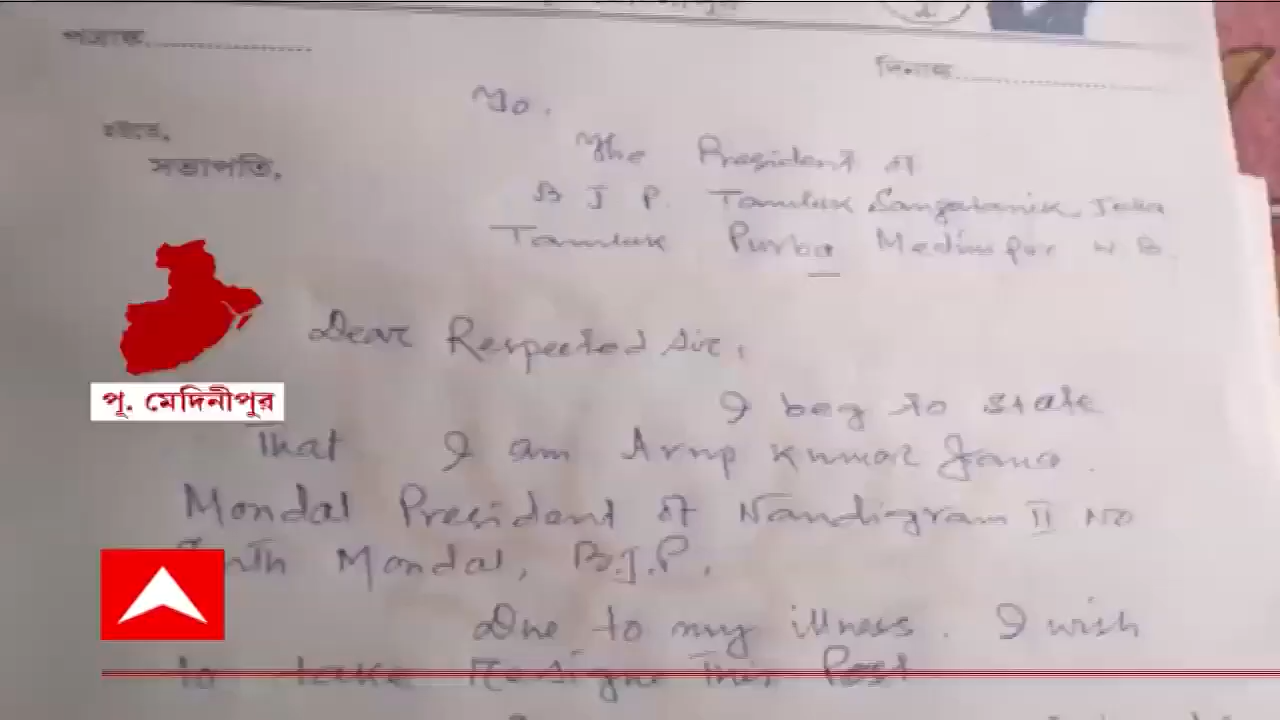 পত্রাঙ্ক
দিনাঙ্ক
To.
The President of
B J P. Tamluk Sangatanik Jela
Tamluk Purba Medinipur W. B.
প্রতি,
সভাপতি,
Dear Respected Sir,
I beg to state
That I am Arup Kumar Jana.
Mondal President of Nandigram II No
Mondal, B.J.P.
Due to my illness. I wish
to take Resigne This Post
পূ. মেদিনীপুর